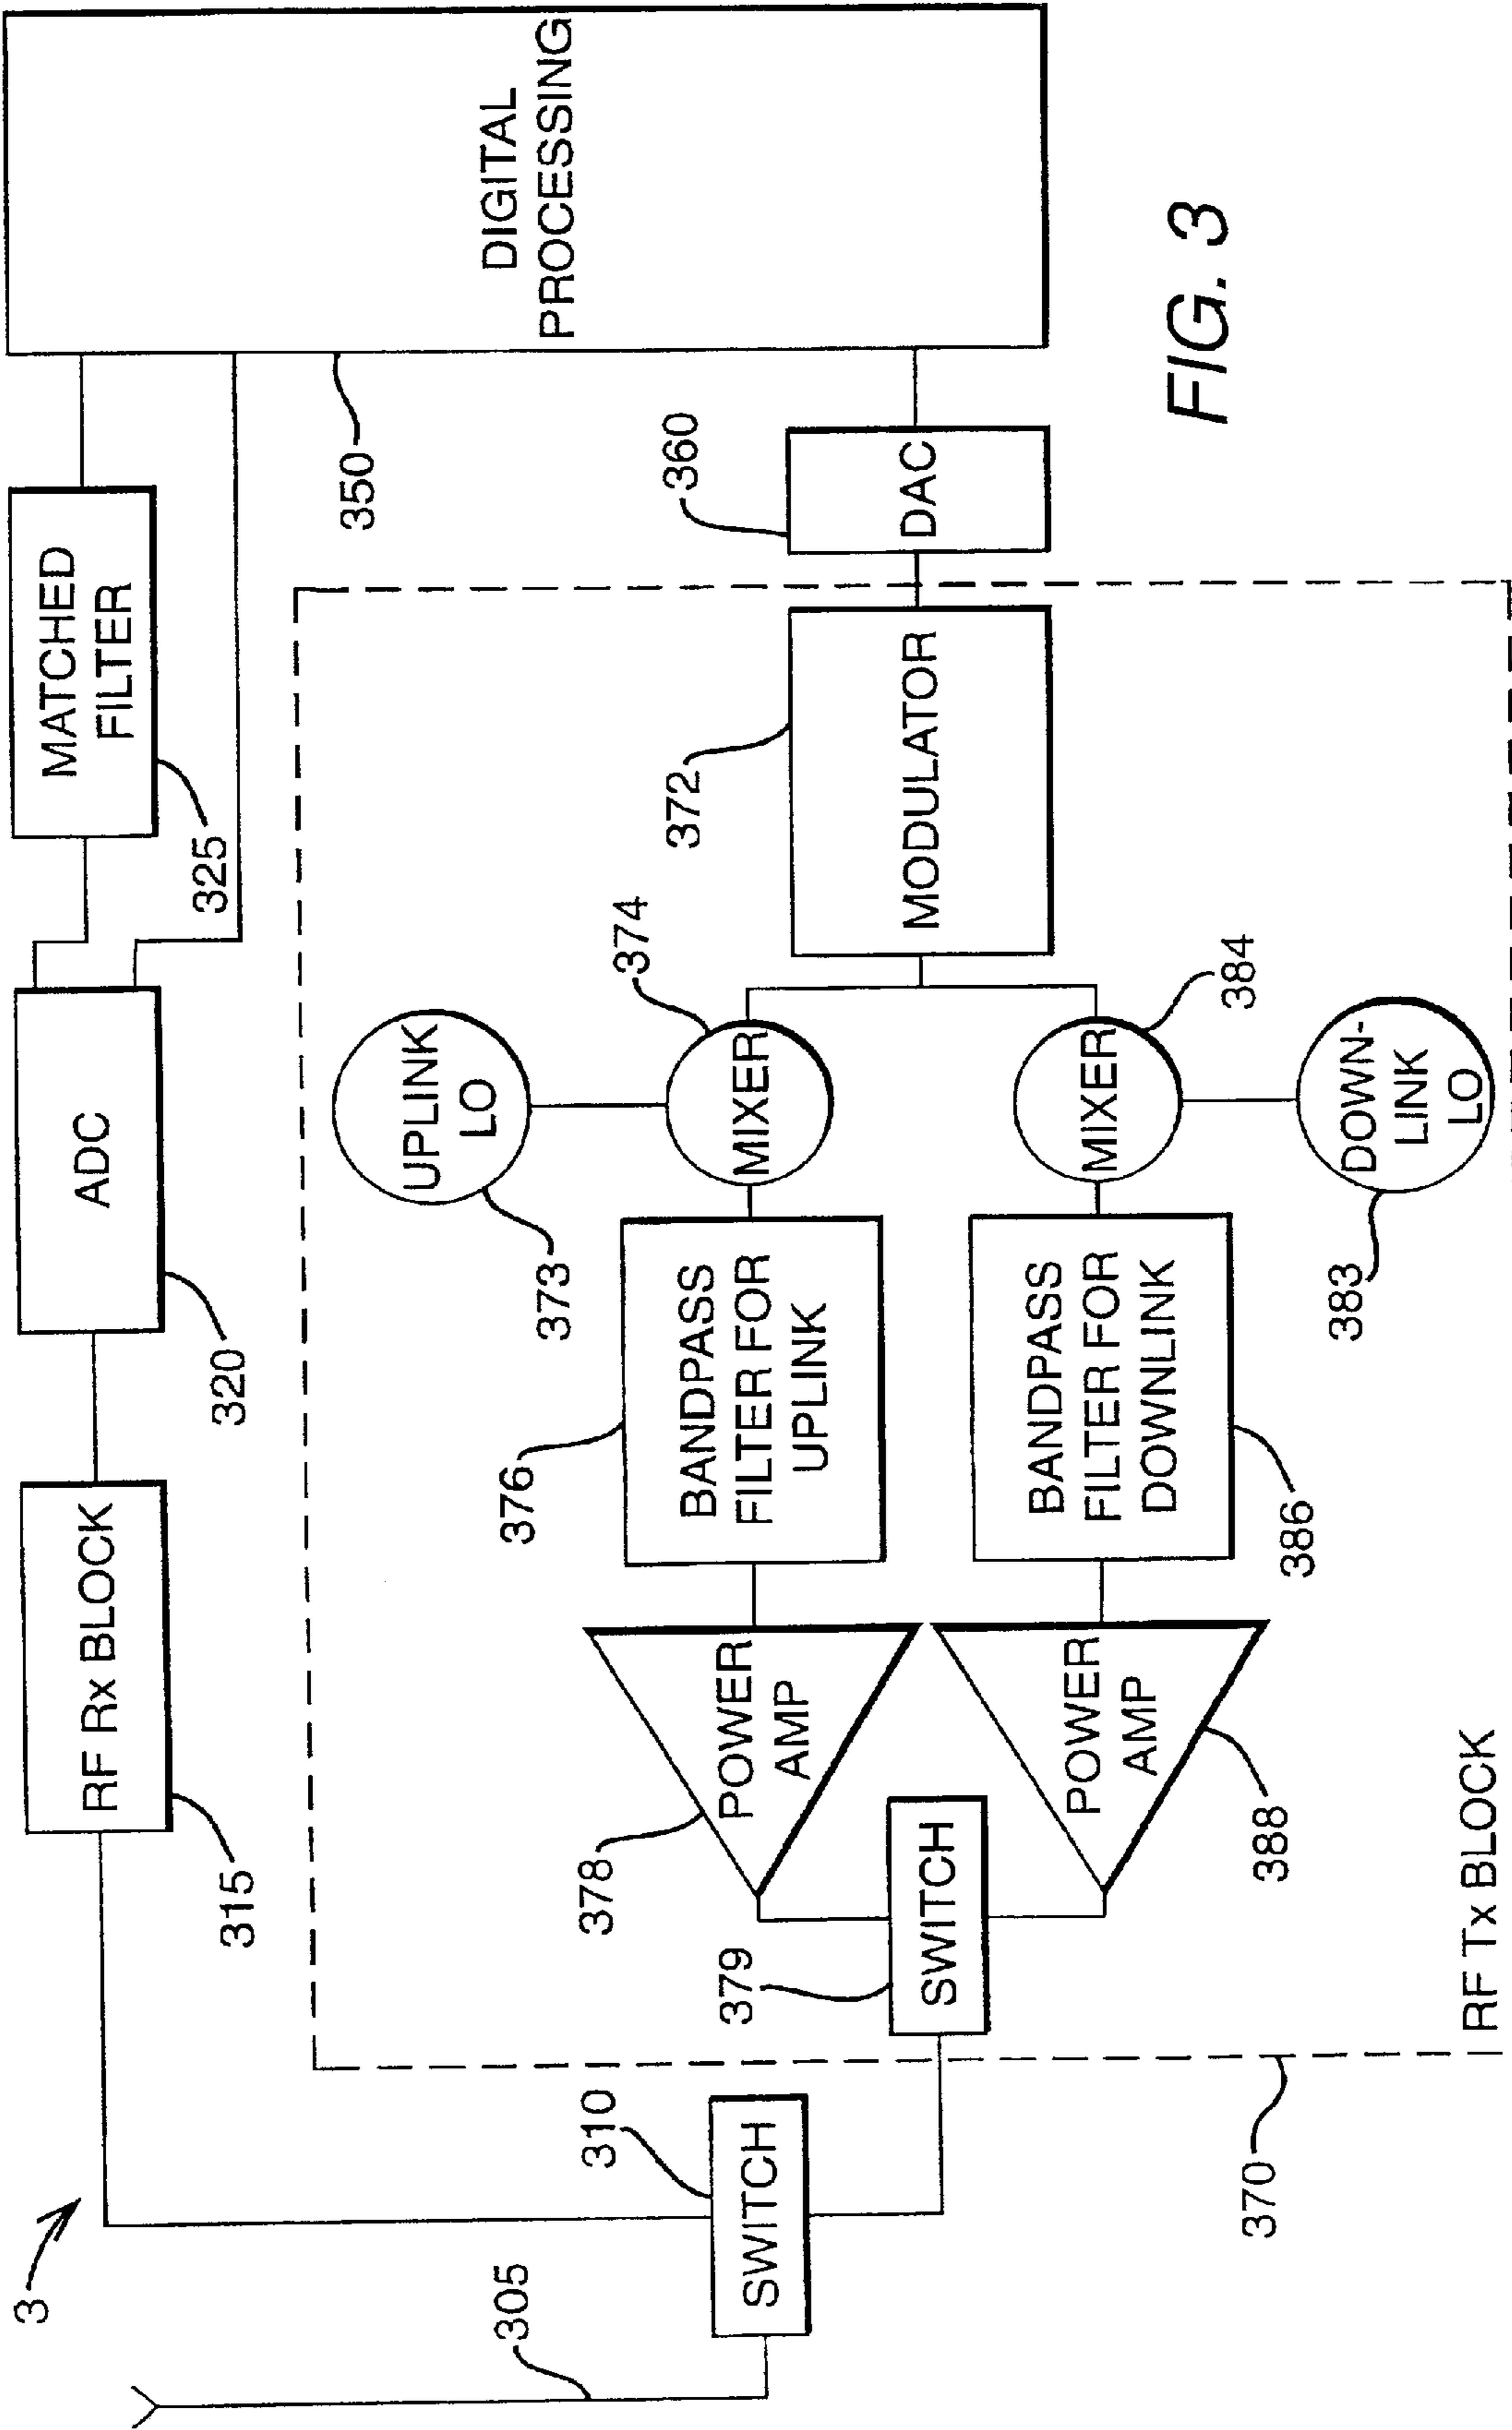 3
305
SWITCH
310
RF Rx BLOCK
315
ADC
320
MATCHED
FILTER
325
DIGITAL
PROCESSING
350
DAC
360
MODULATOR
372
UPLINK
LO
373
MIXER
374
BANDPASS
FILTER FOR
UPLINK
376
POWER
AMP
378
SWITCH
379
MIXER
384
DOWN-
LINK
LO
383
BANDPASS
FILTER FOR
DOWNLINK
386
POWER
AMP
388
370
RF Tx BLOCK
FIG. 3